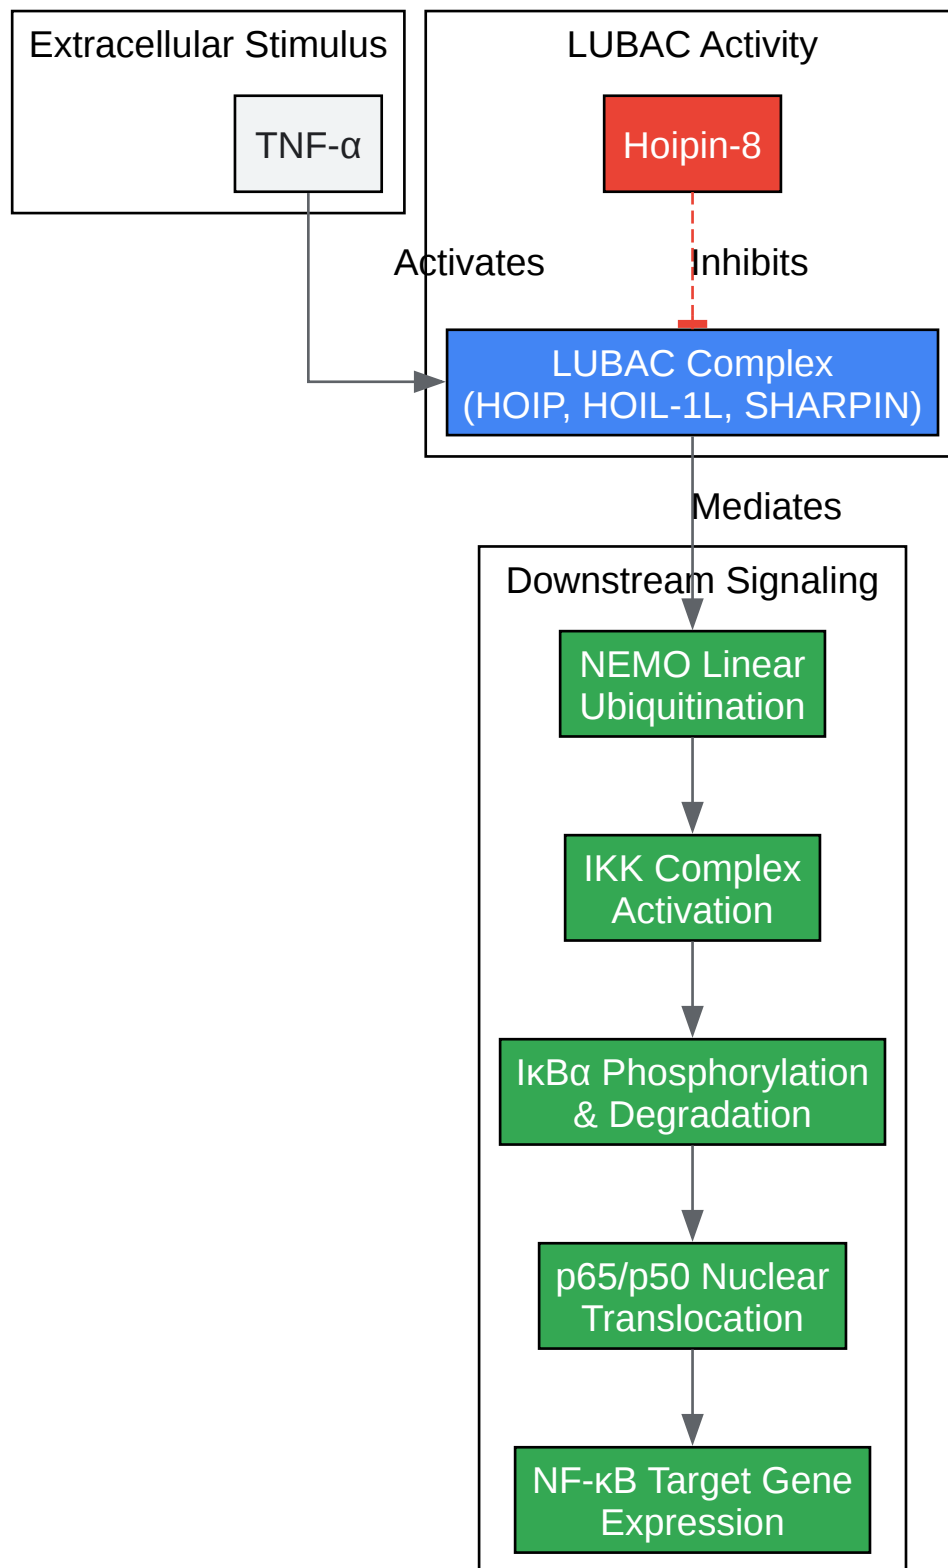 Extracellular Stimulus
LUBAC Activity
TNF-α
Hoipin-8
Activates
Inhibits
LUBAC Complex
(HOIP, HOIL-1L, SHARPIN)
Mediates
Downstream Signaling
NEMO Linear
Ubiquitination
IKK Complex
Activation
IκBα Phosphorylation
& Degradation
p65/p50 Nuclear
Translocation
NF-κB Target Gene
Expression